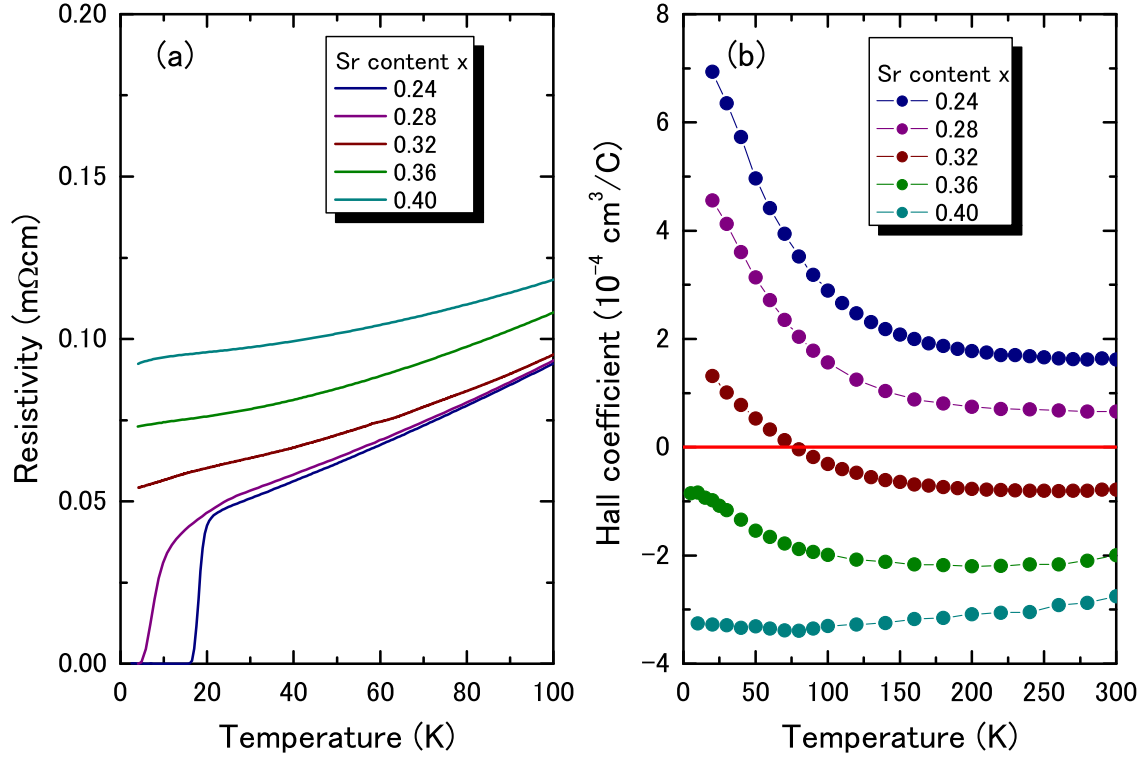 (a)
Sr content x
0.24
0.28
0.32
0.36
0.40
0.20
0.15
0.10
0.05
0.00
Resistivity (mΩcm)
0 20 40 60 80 100
Temperature (K)
(b)
Sr content x
0.24
0.28
0.32
0.36
0.40
8
6
4
2
0
−2
−4
Hall coefficient (10⁻⁴ cm³/C)
0 50 100 150 200 250 300
Temperature (K)